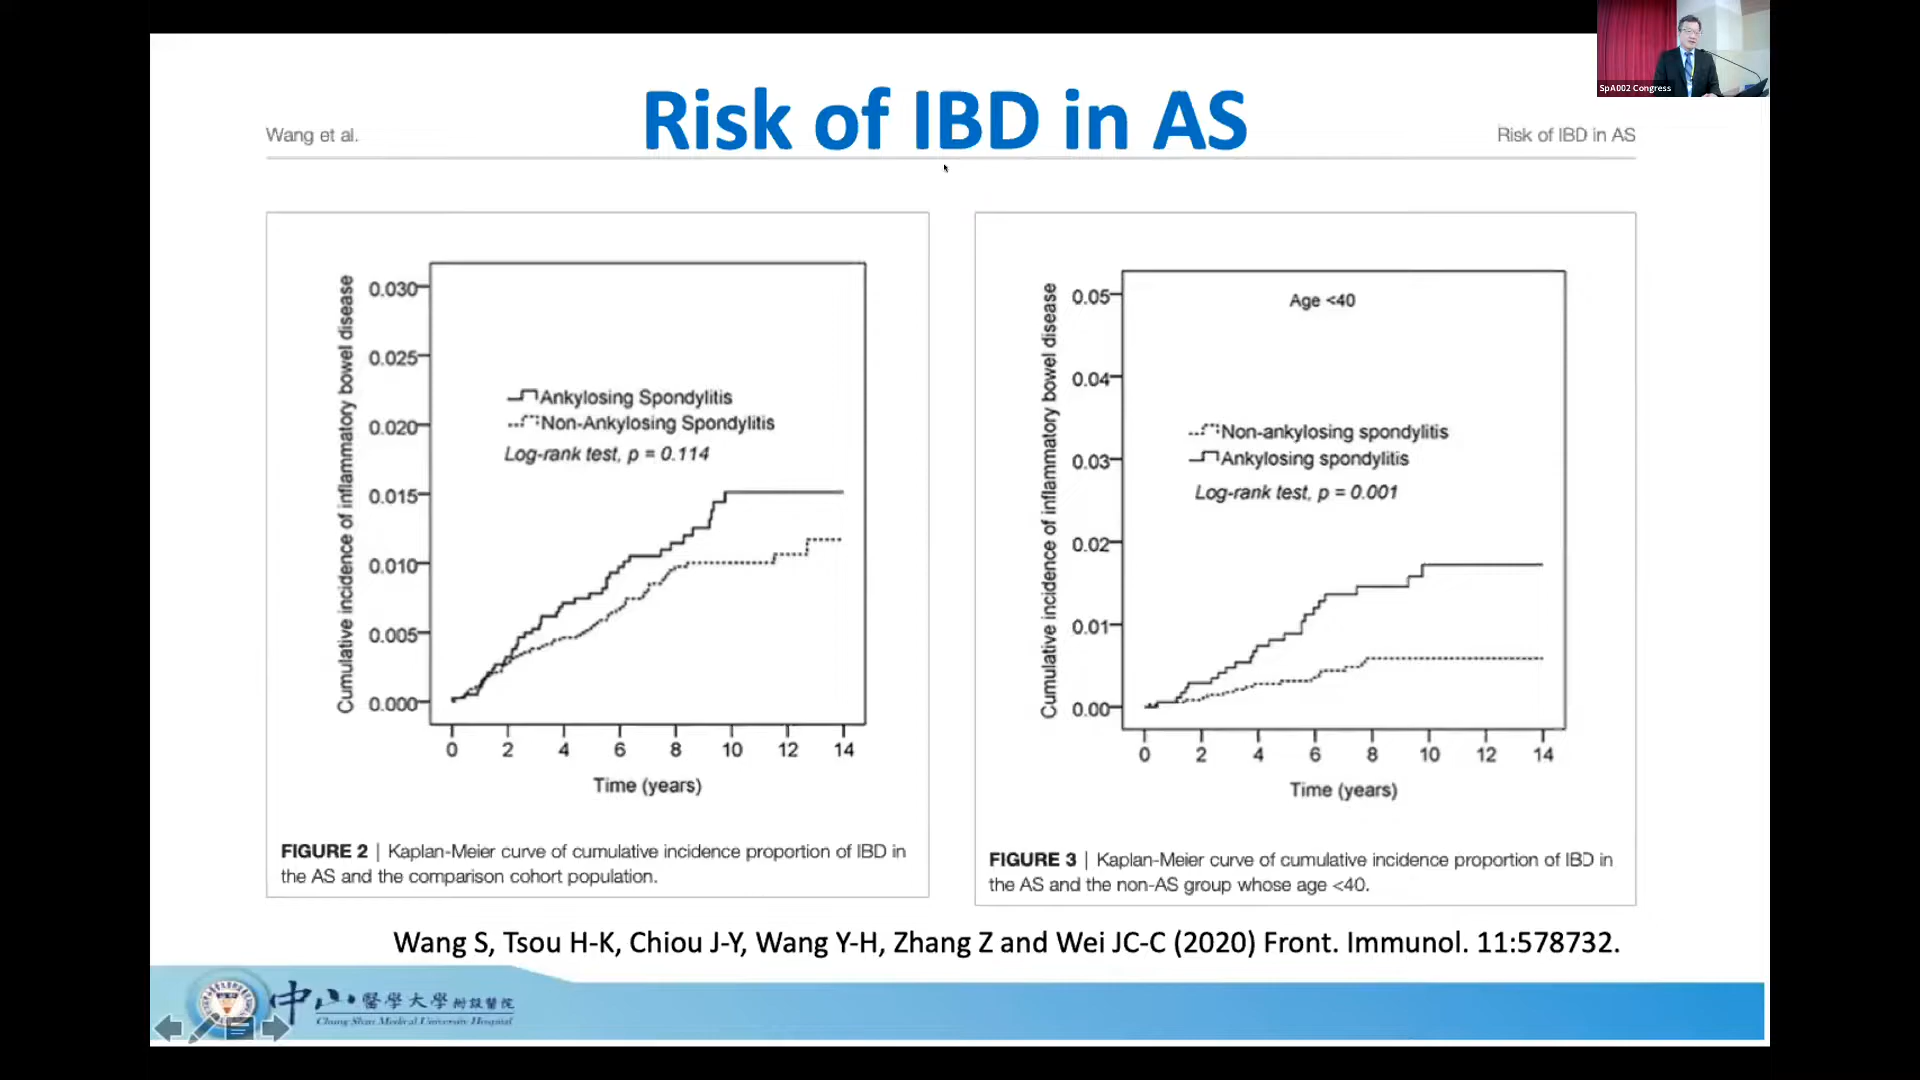 SpA002 Congress
Risk of IBD in AS
Wang et al.
Risk of IBD in AS
Cumulative incidence of inflammatory bowel disease
0.030
0.025
0.020
0.015
0.010
0.005
0.000
Ankylosing Spondylitis
Non-Ankylosing Spondylitis
Log-rank test, p = 0.114
0 2 4 6 8 10 12 14
Time (years)
FIGURE 2 | Kaplan-Meier curve of cumulative incidence proportion of IBD in
the AS and the comparison cohort population.
Cumulative incidence of inflammatory bowel disease
0.05
0.04
0.03
0.02
0.01
0.00
Age <40
Non-ankylosing spondylitis
Ankylosing spondylitis
Log-rank test, p = 0.001
0 2 4 6 8 10 12 14
Time (years)
FIGURE 3 | Kaplan-Meier curve of cumulative incidence proportion of IBD in
the AS and the non-AS group whose age <40.
Wang S, Tsou H-K, Chiou J-Y, Wang Y-H, Zhang Z and Wei JC-C (2020) Front. Immunol. 11:578732.
中山醫學大學附設醫院
Chung Shan Medical University Hospital